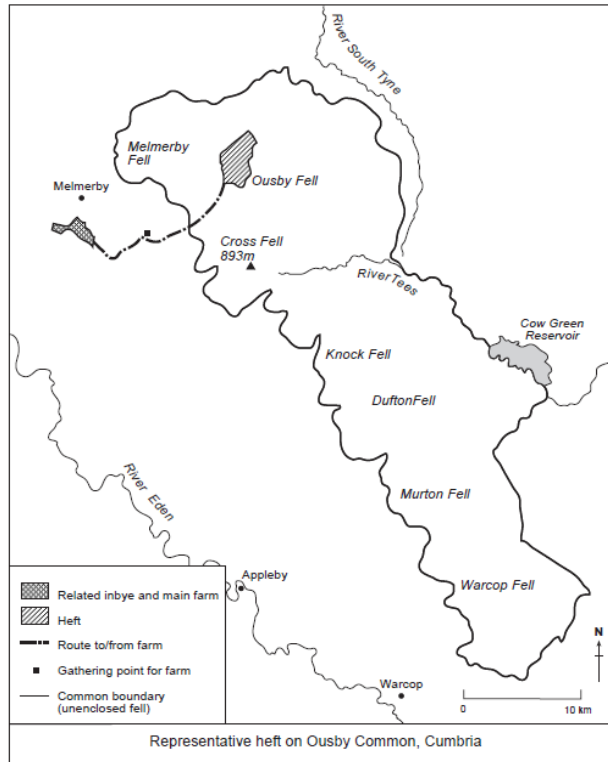 River South Tyne
Melmerby
Fell
Melmerby
Ousby Fell
Cross Fell
893m
RiverTees
Cow Green
Reservoir
Knock Fell
DuftonFell
River Eden
Murton Fell
Appleby
Warcop Fell
Warcop
N
0 10 km
Related inbye and main farm
Heft
Route to/from farm
Gathering point for farm
Common boundary
(unenclosed fell)
Representative heft on Ousby Common, Cumbria